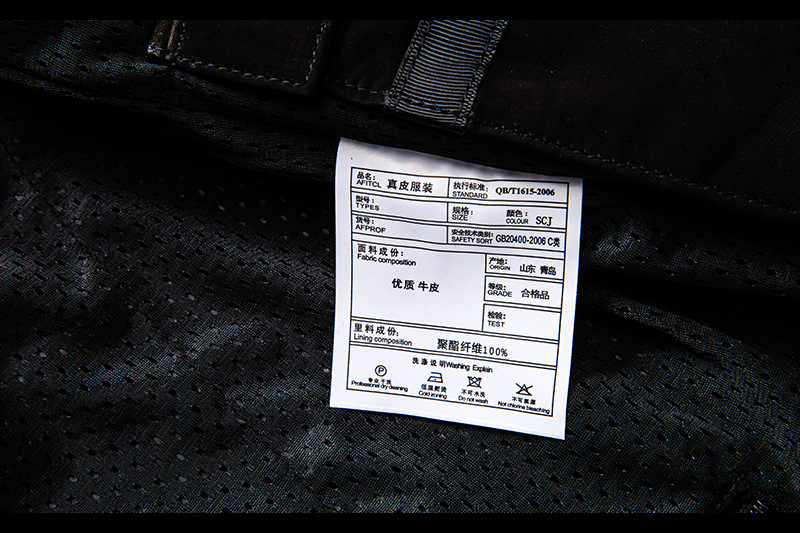 品名: 真皮服装 执行标准: QB/T1615-2006
AFITCL STANDARD
型号: 规格: 颜色: SCJ
TYPES SIZE COLOUR
货号: 安全技术类别: GB20400-2006 C类
AFPROF SAFETY SORT
面料成份: 产地: 山东 青岛
Fabric composition ORIGIN
优质 牛皮 等级: 合格品
GRADE
检验:
TEST
里料成份: 聚酯纤维100%
Lining composition
洗涤说明Washing Explain
P
专业干洗 低温熨烫 不可水洗 不可氯漂
Professional dry cleaning Cold ironing Do not wash Not chlorine bleaching